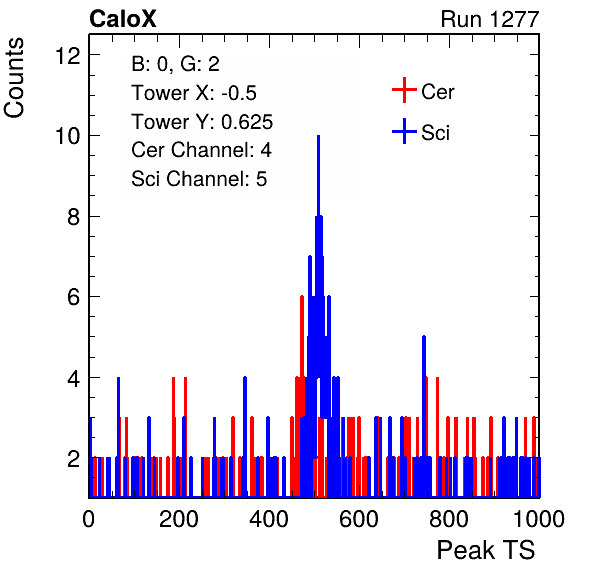 CaloX Run 1277
Counts
12
10
8
6
4
2
B: 0, G: 2
Tower X: -0.5
Tower Y: 0.625
Cer Channel: 4
Sci Channel: 5
Cer
Sci
0 200 400 600 800 1000
Peak TS